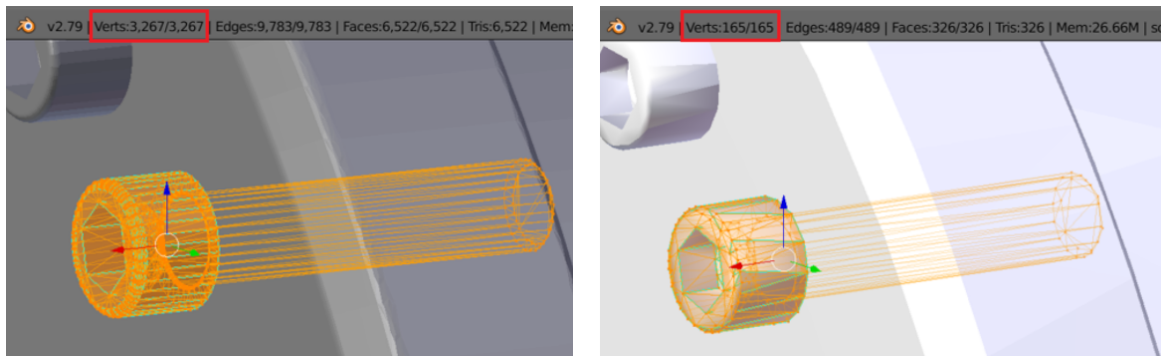 v2.79 | Verts:3,267/3,267 | Edges:9,783/9,783 | Faces:6,522/6,522 | Tris:6,522 | Mem:
v2.79 | Verts:165/165 | Edges:489/489 | Faces:326/326 | Tris:326 | Mem:26.66M | sc